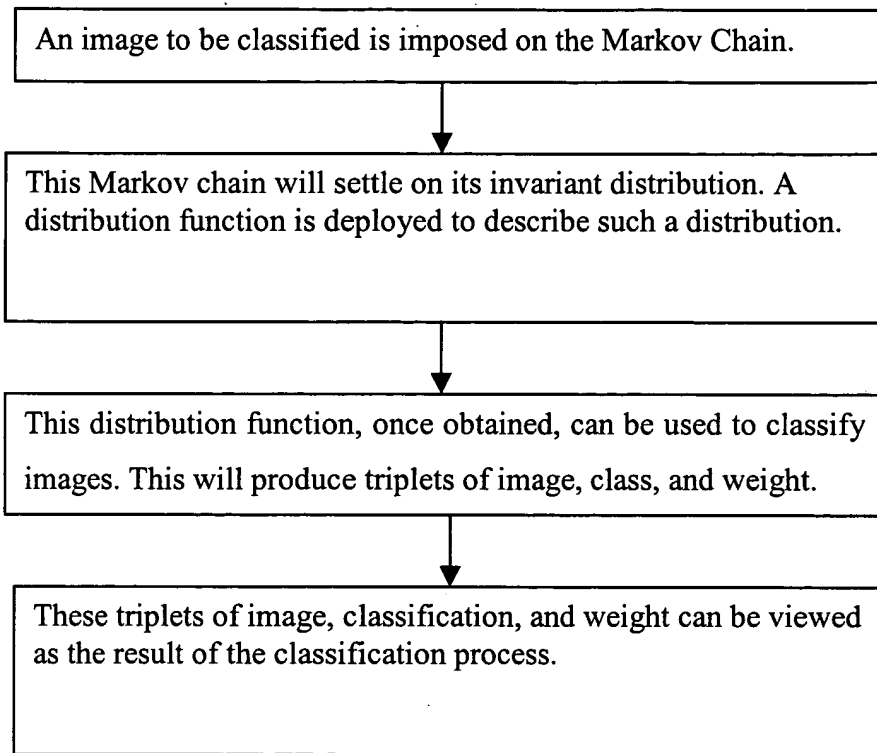 An image to be classified is imposed on the Markov Chain.
This Markov chain will settle on its invariant distribution. A
distribution function is deployed to describe such a distribution.
This distribution function, once obtained, can be used to classify
images. This will produce triplets of image, class, and weight.
These triplets of image, classification, and weight can be viewed
as the result of the classification process.